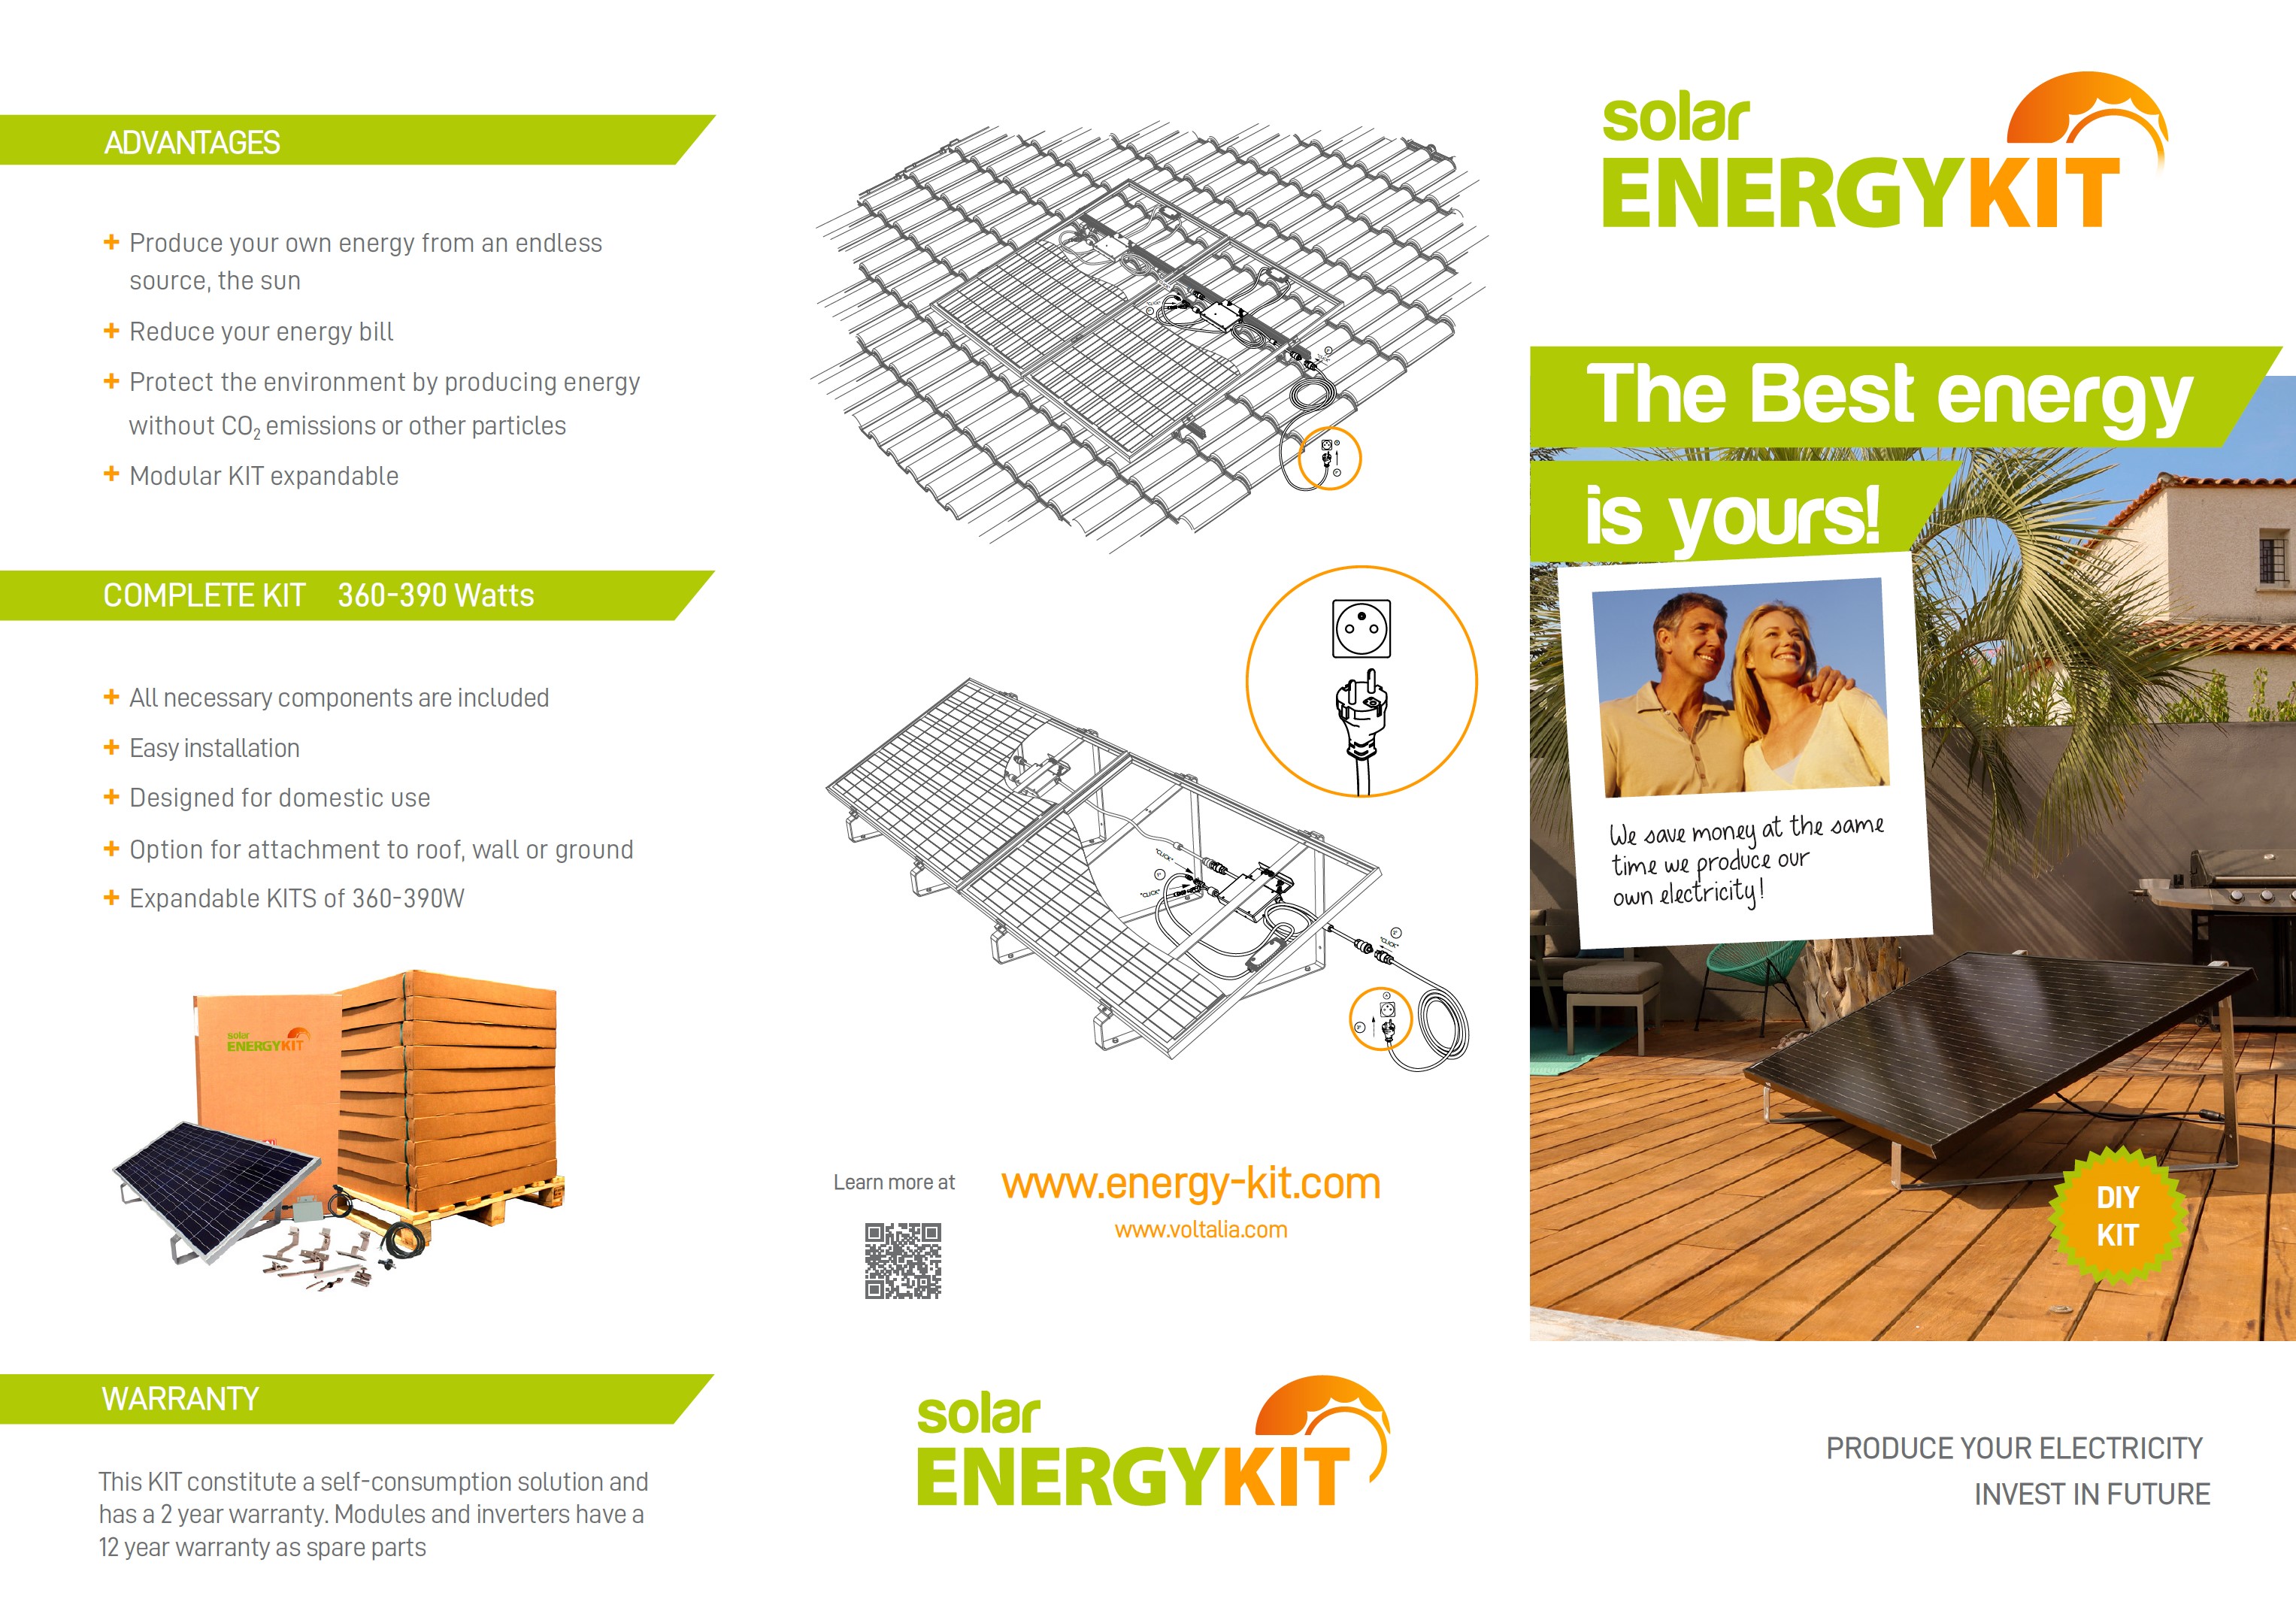 ADVANTAGES
+ Produce your own energy from an endless
source, the sun
+ Reduce your energy bill
+ Protect the environment by producing energy
without CO₂ emissions or other particles
+ Modular KIT expandable
COMPLETE KIT 360-390 Watts
+ All necessary components are included
+ Easy installation
+ Designed for domestic use
+ Option for attachment to roof, wall or ground
+ Expandable KITS of 360-390W
solar
ENERGYKIT
WARRANTY
This KIT constitute a self-consumption solution and
has a 2 year warranty. Modules and inverters have a
12 year warranty as spare parts
"CLICK"
"CLICK"
"CLICK"
Learn more at www.energy-kit.com
www.voltalia.com
solar
ENERGYKIT
solar
ENERGYKIT
The Best energy
is yours!
We save money at the same
time we produce our
own electricity!
DIY
KIT
PRODUCE YOUR ELECTRICITY
INVEST IN FUTURE